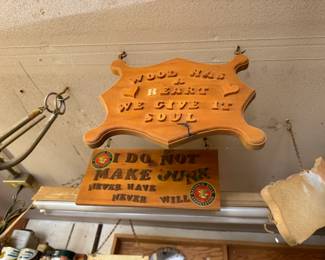 WOOD HAS
A
HEART
WE GIVE IT
SOUL
I DO NOT
MAKE JUNK
NEVER HAVE
NEVER WILL